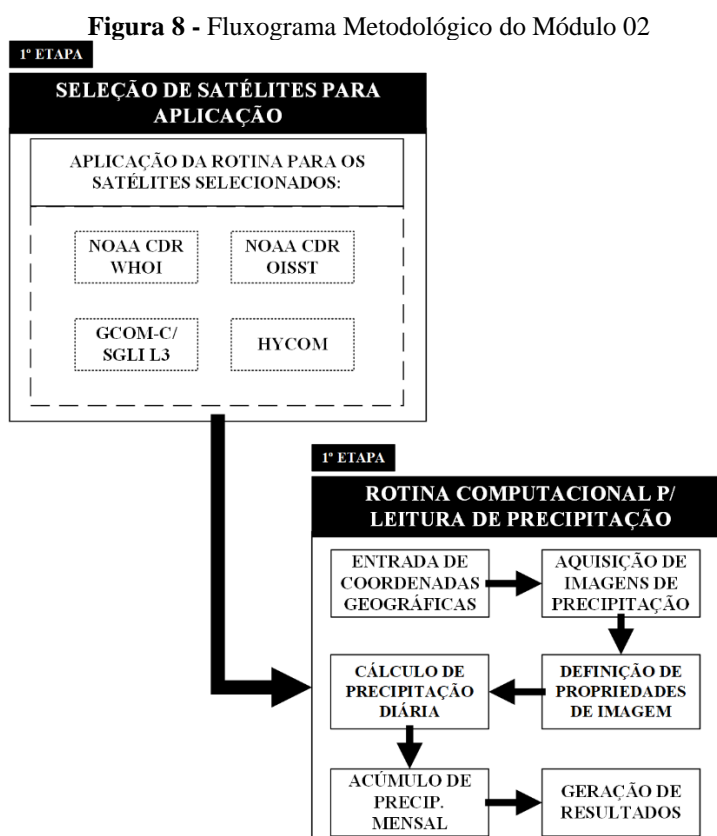 Figura 8 - Fluxograma Metodológico do Módulo 02
1º ETAPA
SELEÇÃO DE SATÉLITES PARA
APLICAÇÃO
APLICAÇÃO DA ROTINA PARA OS
SATÉLITES SELECIONADOS:
NOAA CDR
WHOI
NOAA CDR
OISST
GCOM-C/
SGLI L3
HYCOM
1º ETAPA
ROTINA COMPUTACIONAL P/
LEITURA DE PRECIPITAÇÃO
ENTRADA DE
COORDENADAS
GEOGRÁFICAS
AQUISIÇÃO DE
IMAGENS DE
PRECIPITAÇÃO
DEFINIÇÃO DE
PROPRIEDADES
DE IMAGEM
CÁLCULO DE
PRECIPITAÇÃO
DIÁRIA
ACÚMULO DE
PRECIP.
MENSAL
GERAÇÃO DE
RESULTADOS